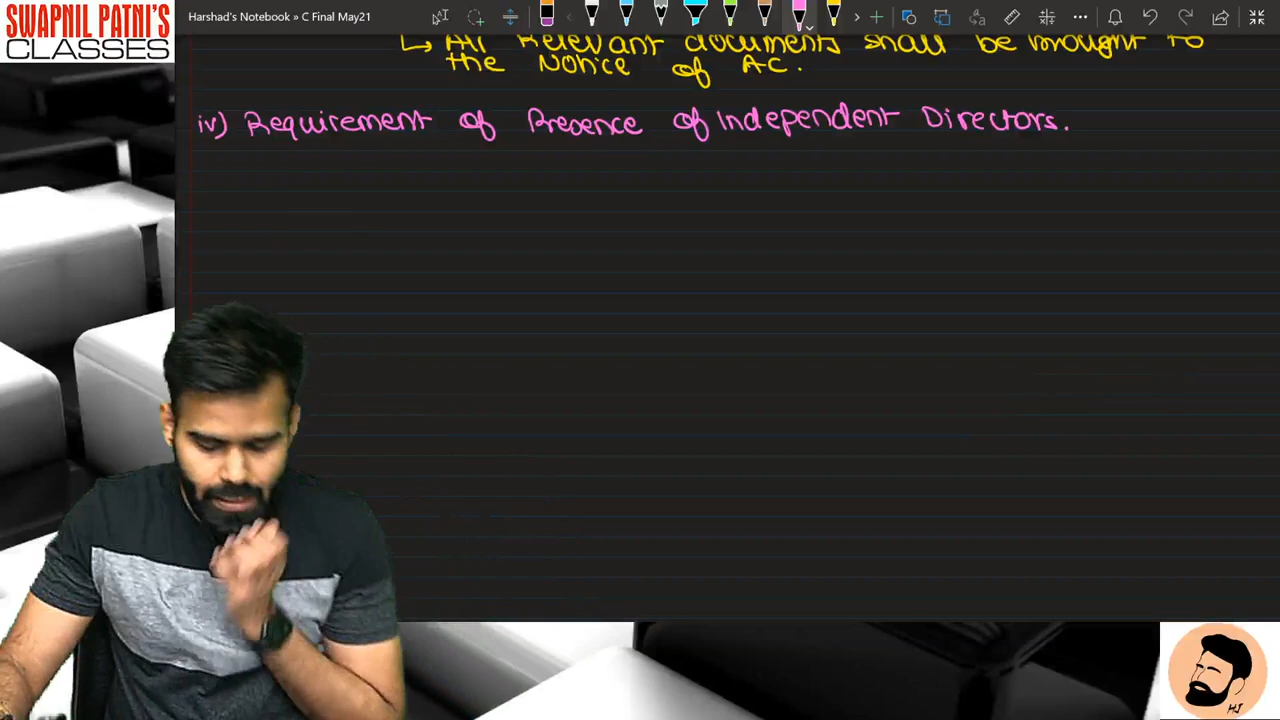 SWAPNIL PATNI'S
CLASSES
Harshad's Notebook » C Final May21
↳ All Relevant documents shall be brought to
the Notice of AC.
iv) Requirement of Presence of Independent Directors.
HJ